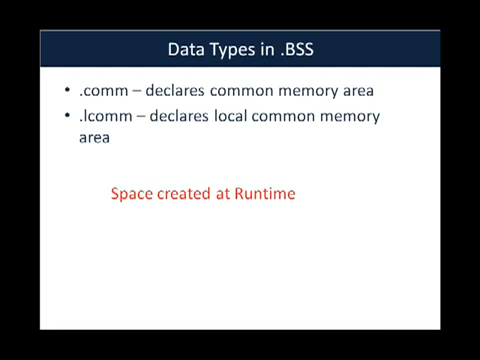 Data Types in .BSS
• .comm – declares common memory area
• .lcomm – declares local common memory
area
Space created at Runtime